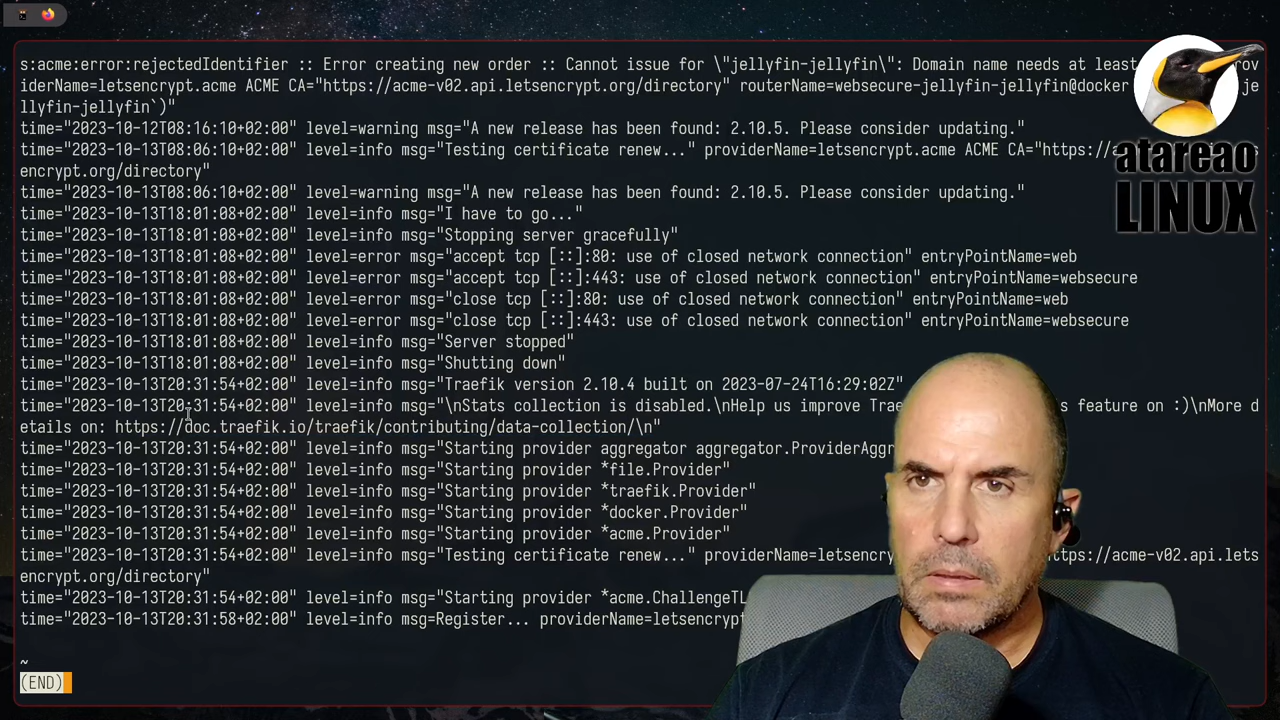 s:acme:error:rejectedIdentifier :: Error creating new order :: Cannot issue for \"jellyfin-jellyfin\": Domain name needs at least
iderName=letsencrypt.acme ACME CA="https://acme-v02.api.letsencrypt.org/directory" routerName=websecure-jellyfin-jellyfin@docker
llyfin-jellyfin`)"
time="2023-10-12T08:16:10+02:00" level=warning msg="A new release has been found: 2.10.5. Please consider updating."
time="2023-10-13T08:06:10+02:00" level=info msg="Testing certificate renew..." providerName=letsencrypt.acme ACME CA="https://a
encrypt.org/directory"
time="2023-10-13T08:06:10+02:00" level=warning msg="A new release has been found: 2.10.5. Please consider updating."
time="2023-10-13T18:01:08+02:00" level=info msg="I have to go..."
time="2023-10-13T18:01:08+02:00" level=info msg="Stopping server gracefully"
time="2023-10-13T18:01:08+02:00" level=error msg="accept tcp [::]:80: use of closed network connection" entryPointName=web
time="2023-10-13T18:01:08+02:00" level=error msg="accept tcp [::]:443: use of closed network connection" entryPointName=websecure
time="2023-10-13T18:01:08+02:00" level=error msg="close tcp [::]:80: use of closed network connection" entryPointName=web
time="2023-10-13T18:01:08+02:00" level=error msg="close tcp [::]:443: use of closed network connection" entryPointName=websecure
time="2023-10-13T18:01:08+02:00" level=info msg="Server stopped"
time="2023-10-13T18:01:08+02:00" level=info msg="Shutting down"
time="2023-10-13T20:31:54+02:00" level=info msg="Traefik version 2.10.4 built on 2023-07-24T16:29:02Z"
time="2023-10-13T20:31:54+02:00" level=info msg="\nStats collection is disabled.\nHelp us improve Trae s feature on :)\nMore d
etails on: https://doc.traefik.io/traefik/contributing/data-collection/\n"
time="2023-10-13T20:31:54+02:00" level=info msg="Starting provider aggregator aggregator.ProviderAggr
time="2023-10-13T20:31:54+02:00" level=info msg="Starting provider *file.Provider"
time="2023-10-13T20:31:54+02:00" level=info msg="Starting provider *traefik.Provider"
time="2023-10-13T20:31:54+02:00" level=info msg="Starting provider *docker.Provider"
time="2023-10-13T20:31:54+02:00" level=info msg="Starting provider *acme.Provider"
time="2023-10-13T20:31:54+02:00" level=info msg="Testing certificate renew..." providerName=letsencry ttps://acme-v02.api.lets
encrypt.org/directory"
time="2023-10-13T20:31:54+02:00" level=info msg="Starting provider *acme.ChallengeTL
time="2023-10-13T20:31:58+02:00" level=info msg=Register... providerName=letsencrypt
~
(END)
atareao
LINUX